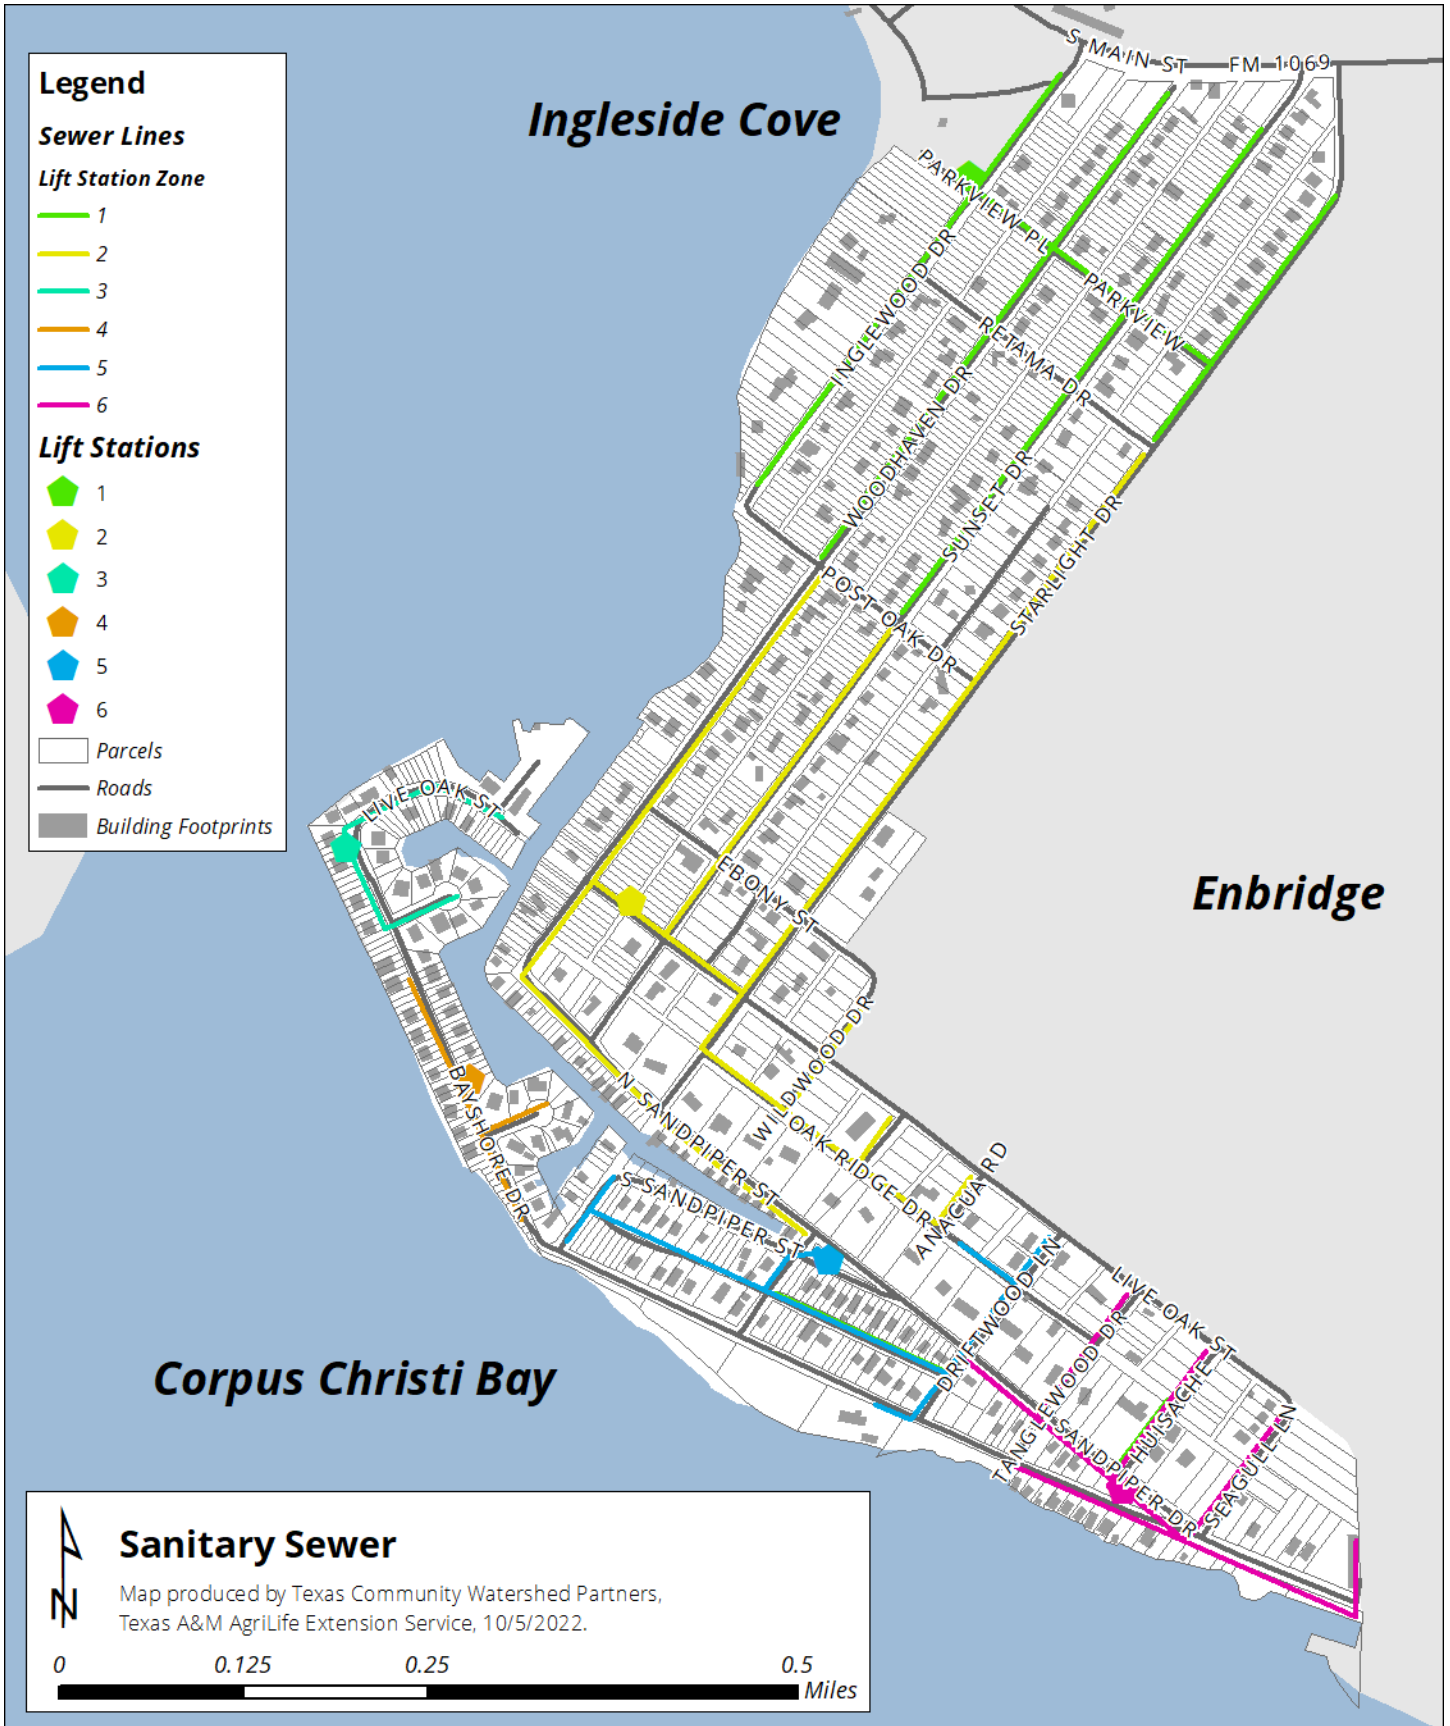 Legend
Sewer Lines
Lift Station Zone
1
2
3
4
5
6
Lift Stations
1
2
3
4
5
6
Parcels
Roads
Building Footprints
Ingleside Cove
Enbridge
Corpus Christi Bay
S MAIN ST
FM 1069
PARKVIEW PL
PARKVIEW
INGLEWOOD DR
RETAMA DR
WOODHAVEN DR
SUNSET DR
STARLIGHT DR
POST OAK DR
LIVE OAK ST
EBONY ST
WILDWOOD DR
BAYSHORE DR
N SANDPIPER ST
OAK RIDGE DR
ANACUA RD
S SANDPIPER ST
DRIFTWOOD LN
LIVE OAK ST
TANGLEWOOD DR
HUISACHE
SANDPIPER DR
SEAGULL LN
N
Sanitary Sewer
Map produced by Texas Community Watershed Partners,
Texas A&M AgriLife Extension Service, 10/5/2022.
0 0.125 0.25 0.5
Miles